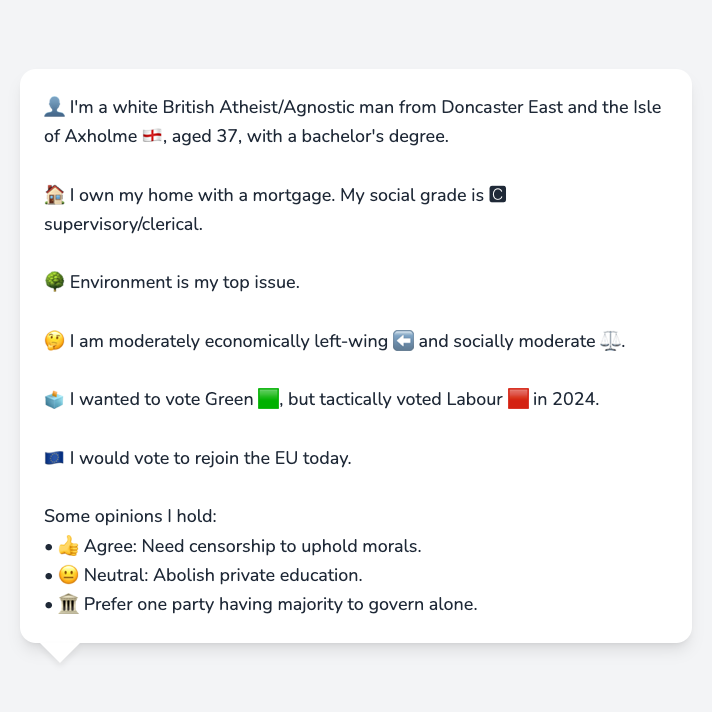 👤 I'm a white British Atheist/Agnostic man from Doncaster East and the Isle
of Axholme 🏴󠁧󠁢󠁥󠁮󠁧󠁿, aged 37, with a bachelor's degree.
🏠 I own my home with a mortgage. My social grade is 🅲
supervisory/clerical.
🌳 Environment is my top issue.
🤔 I am moderately economically left-wing ⬅️ and socially moderate ⚖️.
🗳️ I wanted to vote Green 🟩, but tactically voted Labour 🟥 in 2024.
🇪🇺 I would vote to rejoin the EU today.
Some opinions I hold:
• 👍 Agree: Need censorship to uphold morals.
• 😐 Neutral: Abolish private education.
• 🏛️ Prefer one party having majority to govern alone.